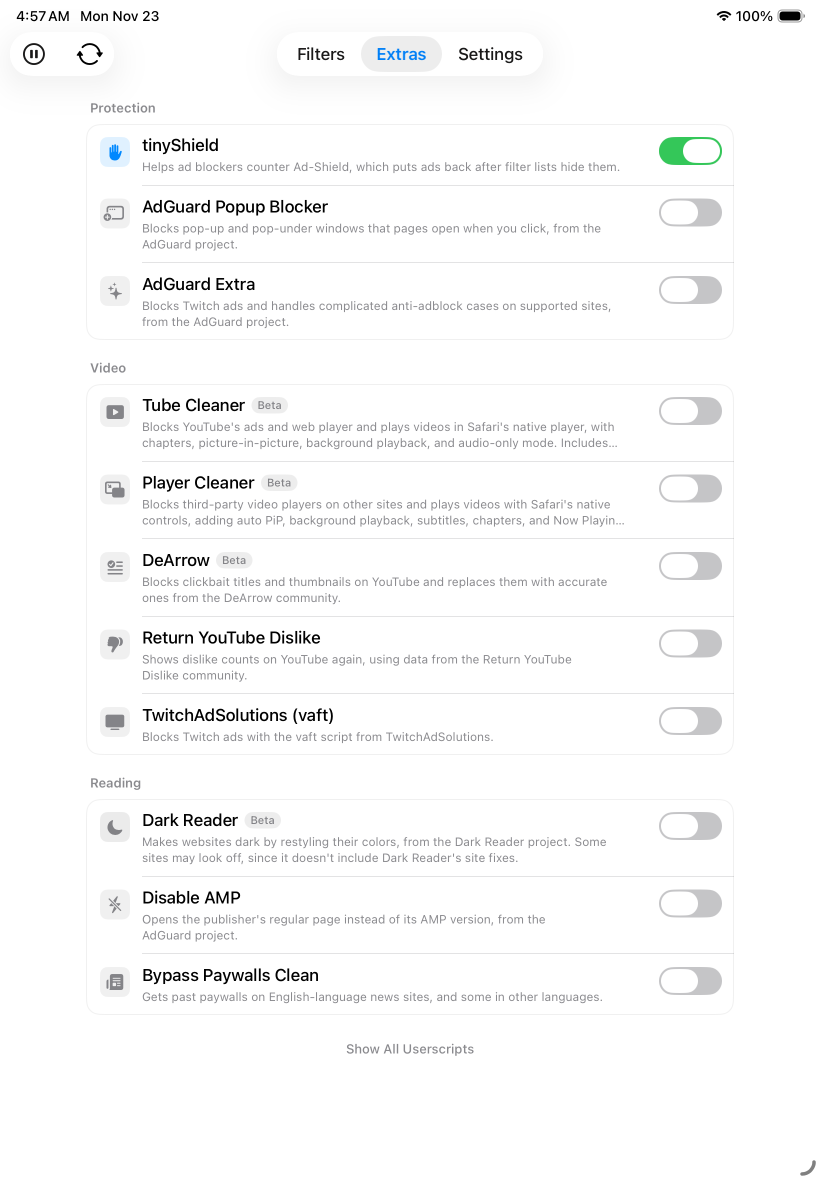 4:57 AM Mon Nov 23
100%
Filters Extras Settings
Protection
tinyShield
Helps ad blockers counter Ad-Shield, which puts ads back after filter lists hide them.
AdGuard Popup Blocker
Blocks pop-up and pop-under windows that pages open when you click, from the
AdGuard project.
AdGuard Extra
Blocks Twitch ads and handles complicated anti-adblock cases on supported sites,
from the AdGuard project.
Video
Tube Cleaner Beta
Blocks YouTube's ads and web player and plays videos in Safari's native player, with
chapters, picture-in-picture, background playback, and audio-only mode. Includes...
Player Cleaner Beta
Blocks third-party video players on other sites and plays videos with Safari's native
controls, adding auto PiP, background playback, subtitles, chapters, and Now Playin...
DeArrow Beta
Blocks clickbait titles and thumbnails on YouTube and replaces them with accurate
ones from the DeArrow community.
Return YouTube Dislike
Shows dislike counts on YouTube again, using data from the Return YouTube
Dislike community.
TwitchAdSolutions (vaft)
Blocks Twitch ads with the vaft script from TwitchAdSolutions.
Reading
Dark Reader Beta
Makes websites dark by restyling their colors, from the Dark Reader project. Some
sites may look off, since it doesn't include Dark Reader's site fixes.
Disable AMP
Opens the publisher's regular page instead of its AMP version, from the
AdGuard project.
Bypass Paywalls Clean
Gets past paywalls on English-language news sites, and some in other languages.
Show All Userscripts